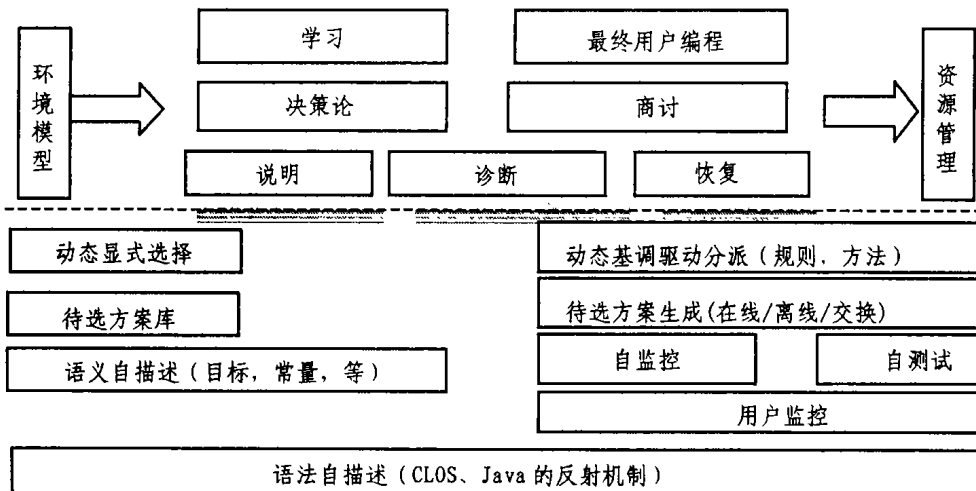 学习
最终用户编程
环境模型
决策论
商讨
资源管理
说明
诊断
恢复
动态显式选择
动态基调驱动分派(规则, 方法)
待选方案库
待选方案生成(在线/离线/交换)
语义自描述(目标, 常量, 等)
自监控
自测试
用户监控
语法自描述(CLOS、Java的反射机制)